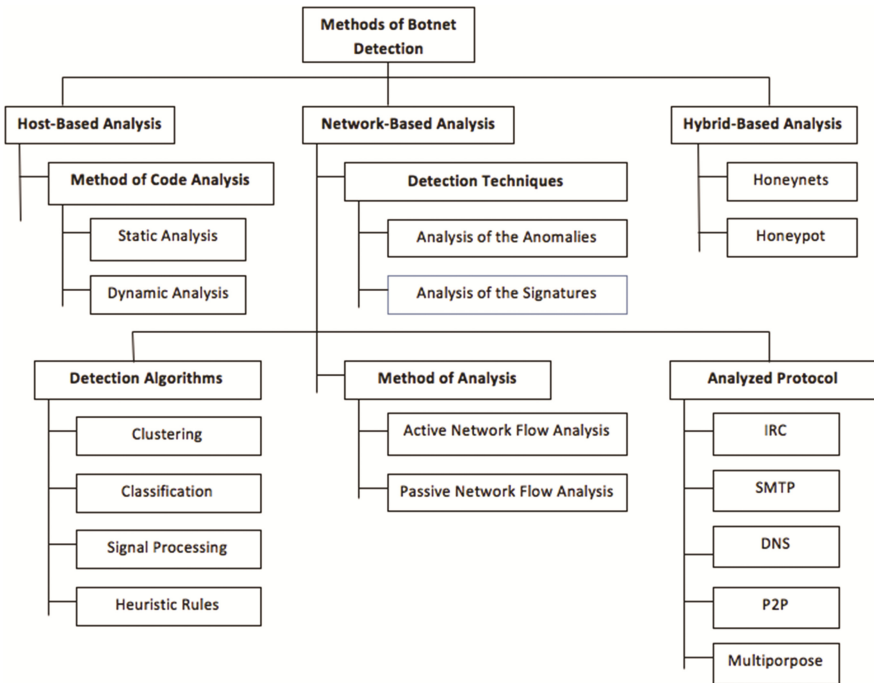 Methods of Botnet
Detection
Host-Based Analysis
Network-Based Analysis
Hybrid-Based Analysis
Method of Code Analysis
Static Analysis
Dynamic Analysis
Detection Techniques
Analysis of the Anomalies
Analysis of the Signatures
Honeynets
Honeypot
Detection Algorithms
Clustering
Classification
Signal Processing
Heuristic Rules
Method of Analysis
Active Network Flow Analysis
Passive Network Flow Analysis
Analyzed Protocol
IRC
SMTP
DNS
P2P
Multiporpose